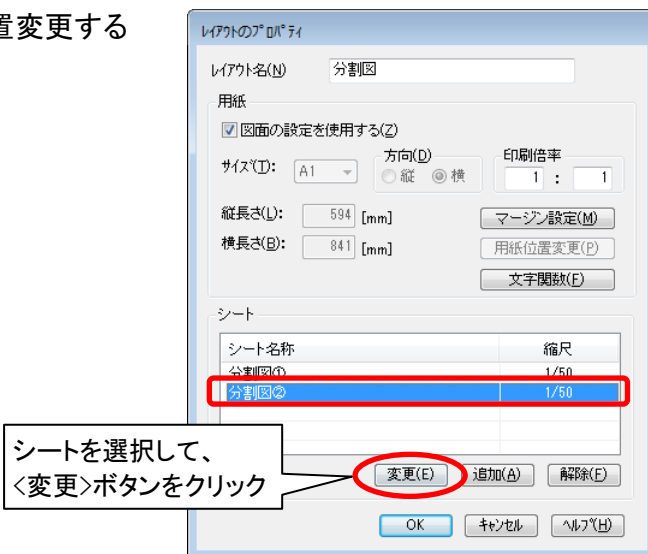 置変更する
ﾚｲｱｳﾄのﾌﾟﾛﾊﾟﾃｨ
ﾚｲｱｳﾄ名(N) 分割図
用紙
図面の設定を使用する(Z)
ｻｲｽﾞ(T): A1 方向(D) 縦 横 印刷倍率 1 : 1
縦長さ(L): 594 [mm] マージン設定(M)
横長さ(B): 841 [mm] 用紙位置変更(P)
文字関数(F)
シート
シート名称 縮尺
分割図① 1/50
分割図② 1/50
シートを選択して、
<変更>ボタンをクリック
変更(E) 追加(A) 解除(F)
OK ｷｬﾝｾﾙ ﾍﾙﾌﾟ(H)